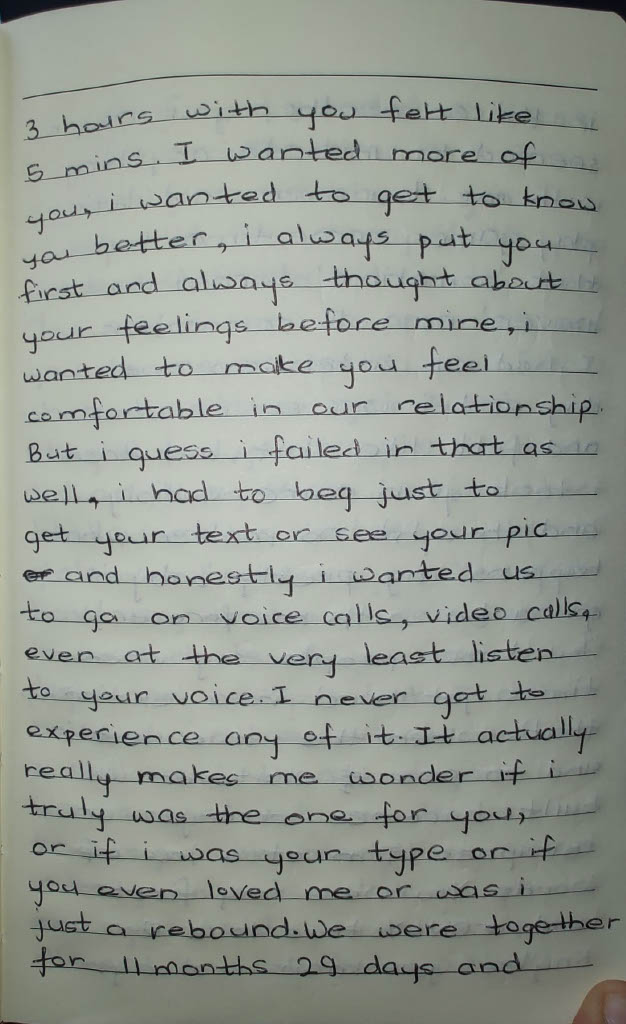 3 hours with you felt like
5 mins. I wanted more of
you, i wanted to get to know
you better, i always put you
first and always thought about
your feelings before mine, i
wanted to make you feel
comfortable in our relationship.
But i guess i failed in that as
well, i had to beg just to
get your text or see your pic
or and honestly i wanted us
to go on voice calls, video calls,
even at the very least listen
to your voice. I never got to
experience any of it. It actually
really makes me wonder if i
truly was the one for you,
or if i was your type or if
you even loved me or was i
just a rebound. We were together
for 11 months 29 days and